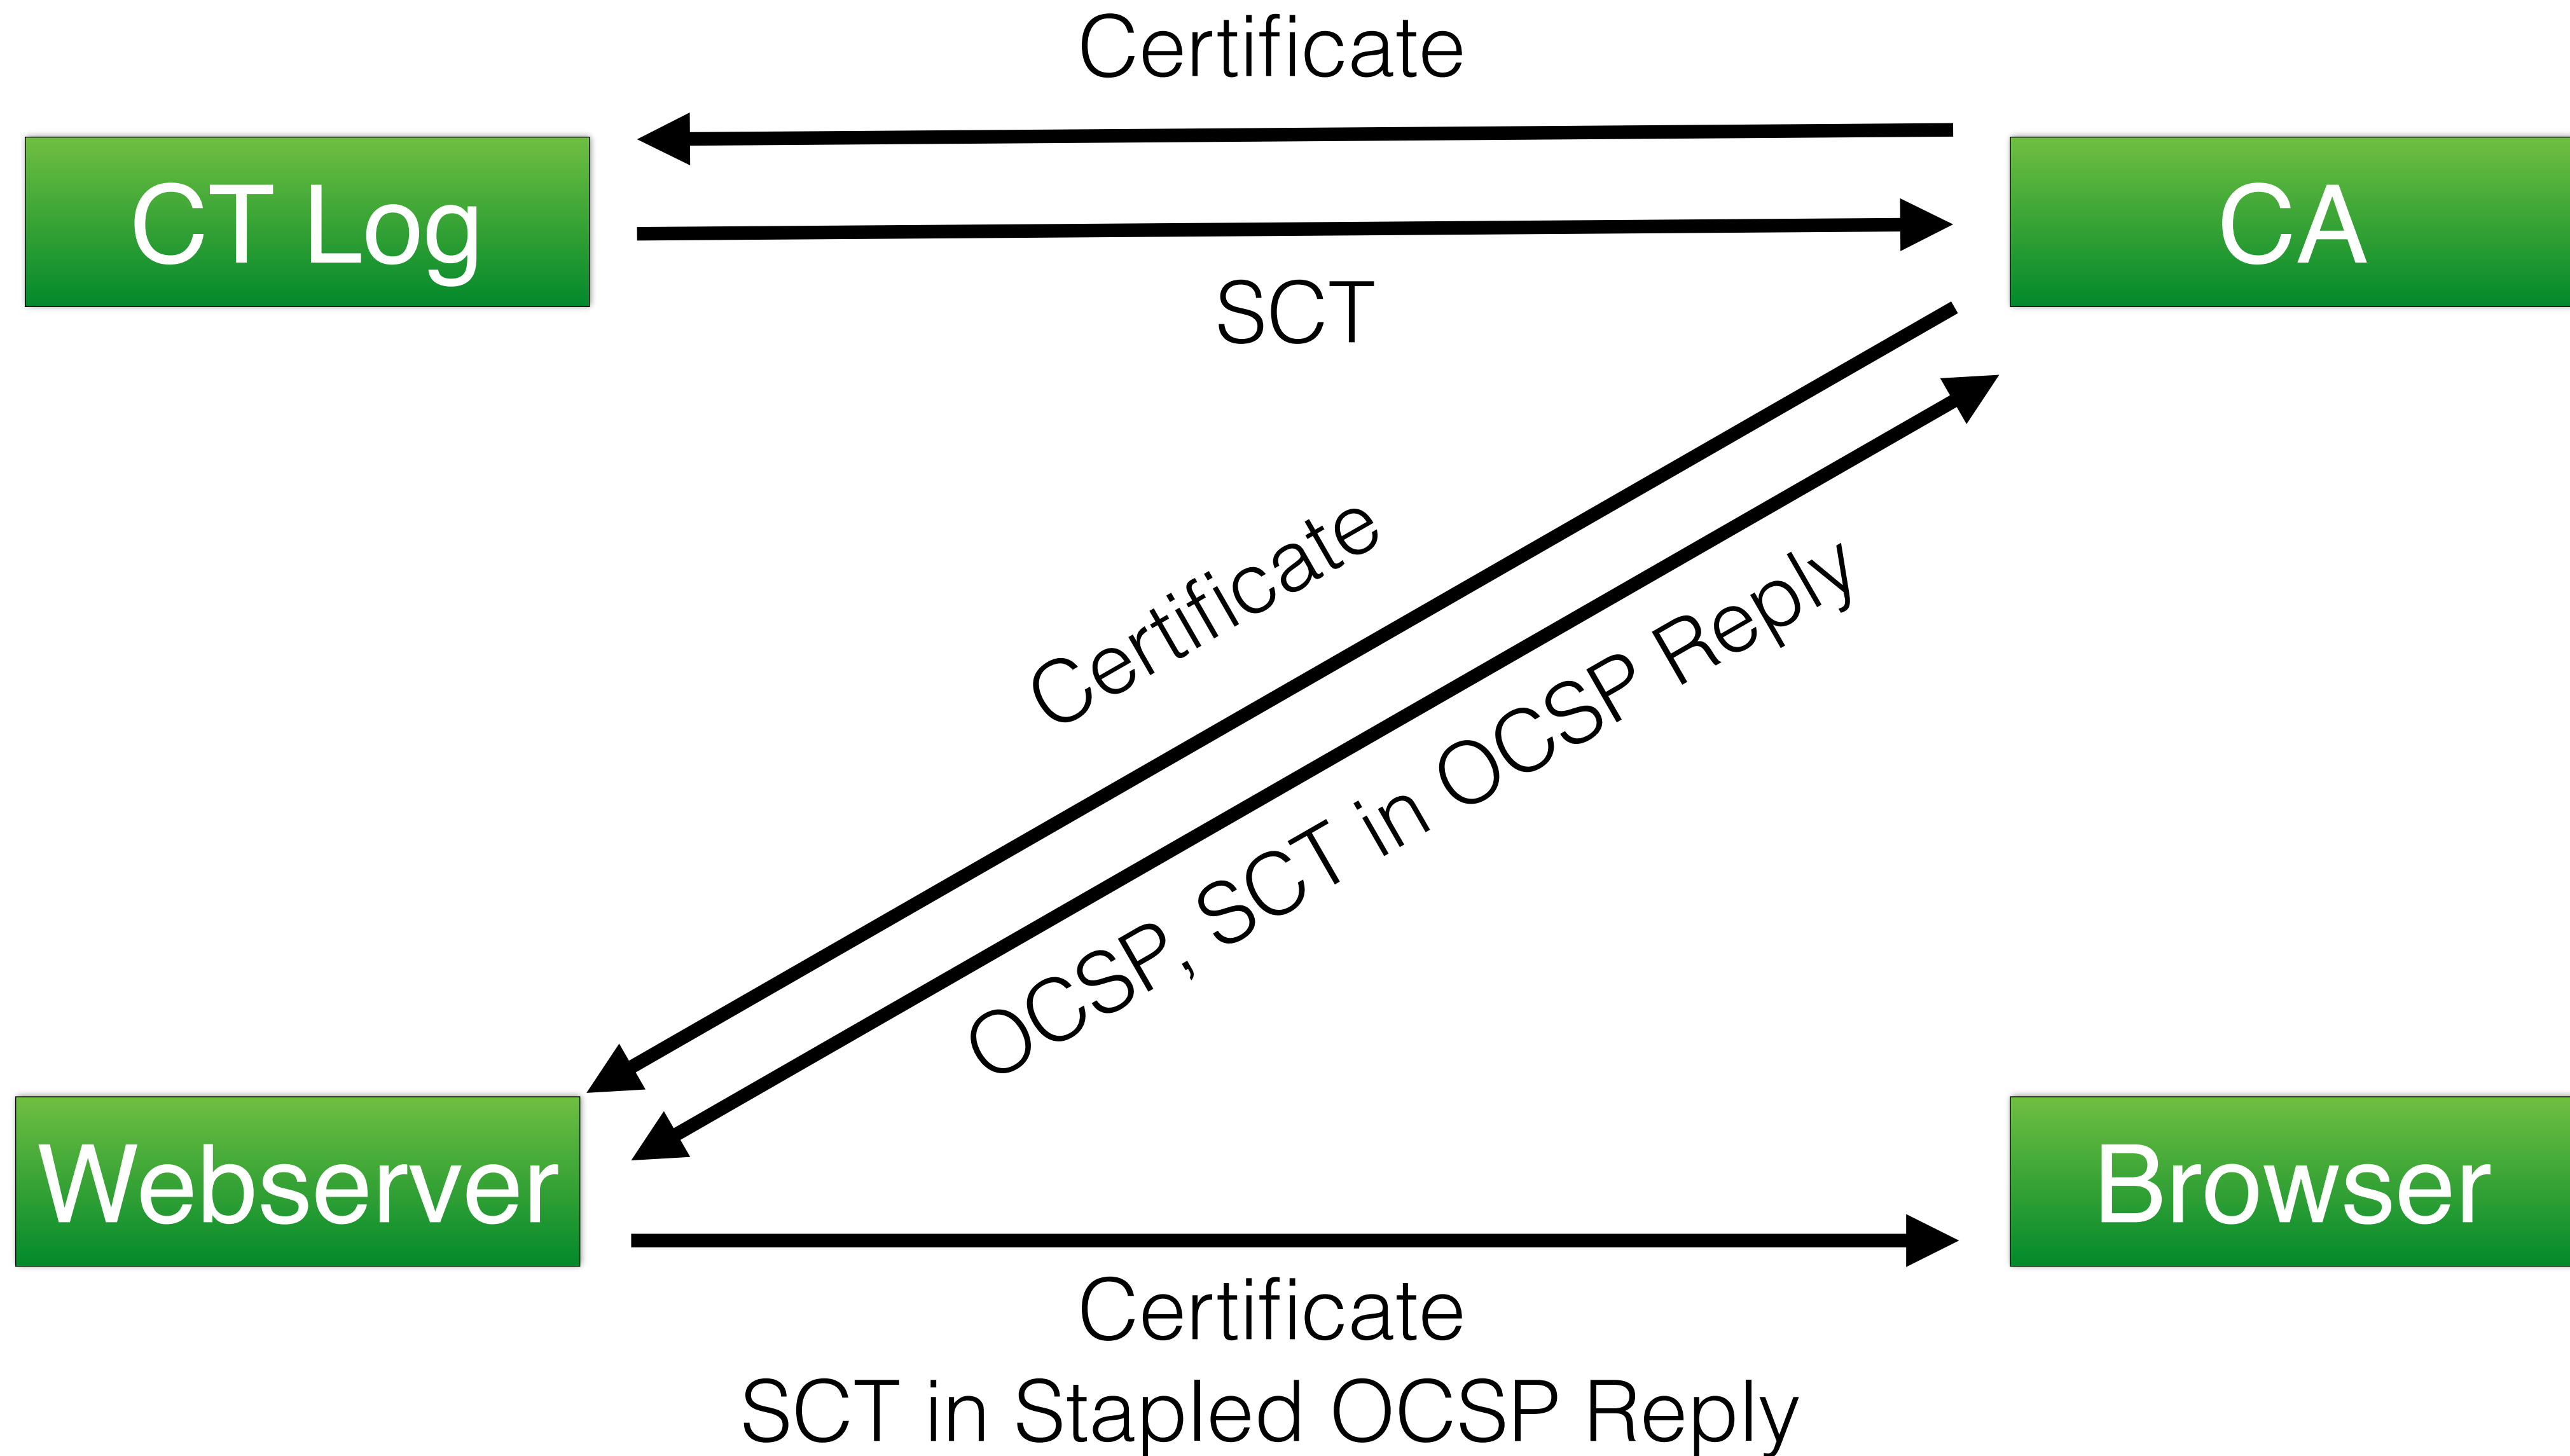 Certificate
CT Log
CA
SCT
Certificate
OCSP, SCT in OCSP Reply
Webserver
Browser
Certificate
SCT in Stapled OCSP Reply